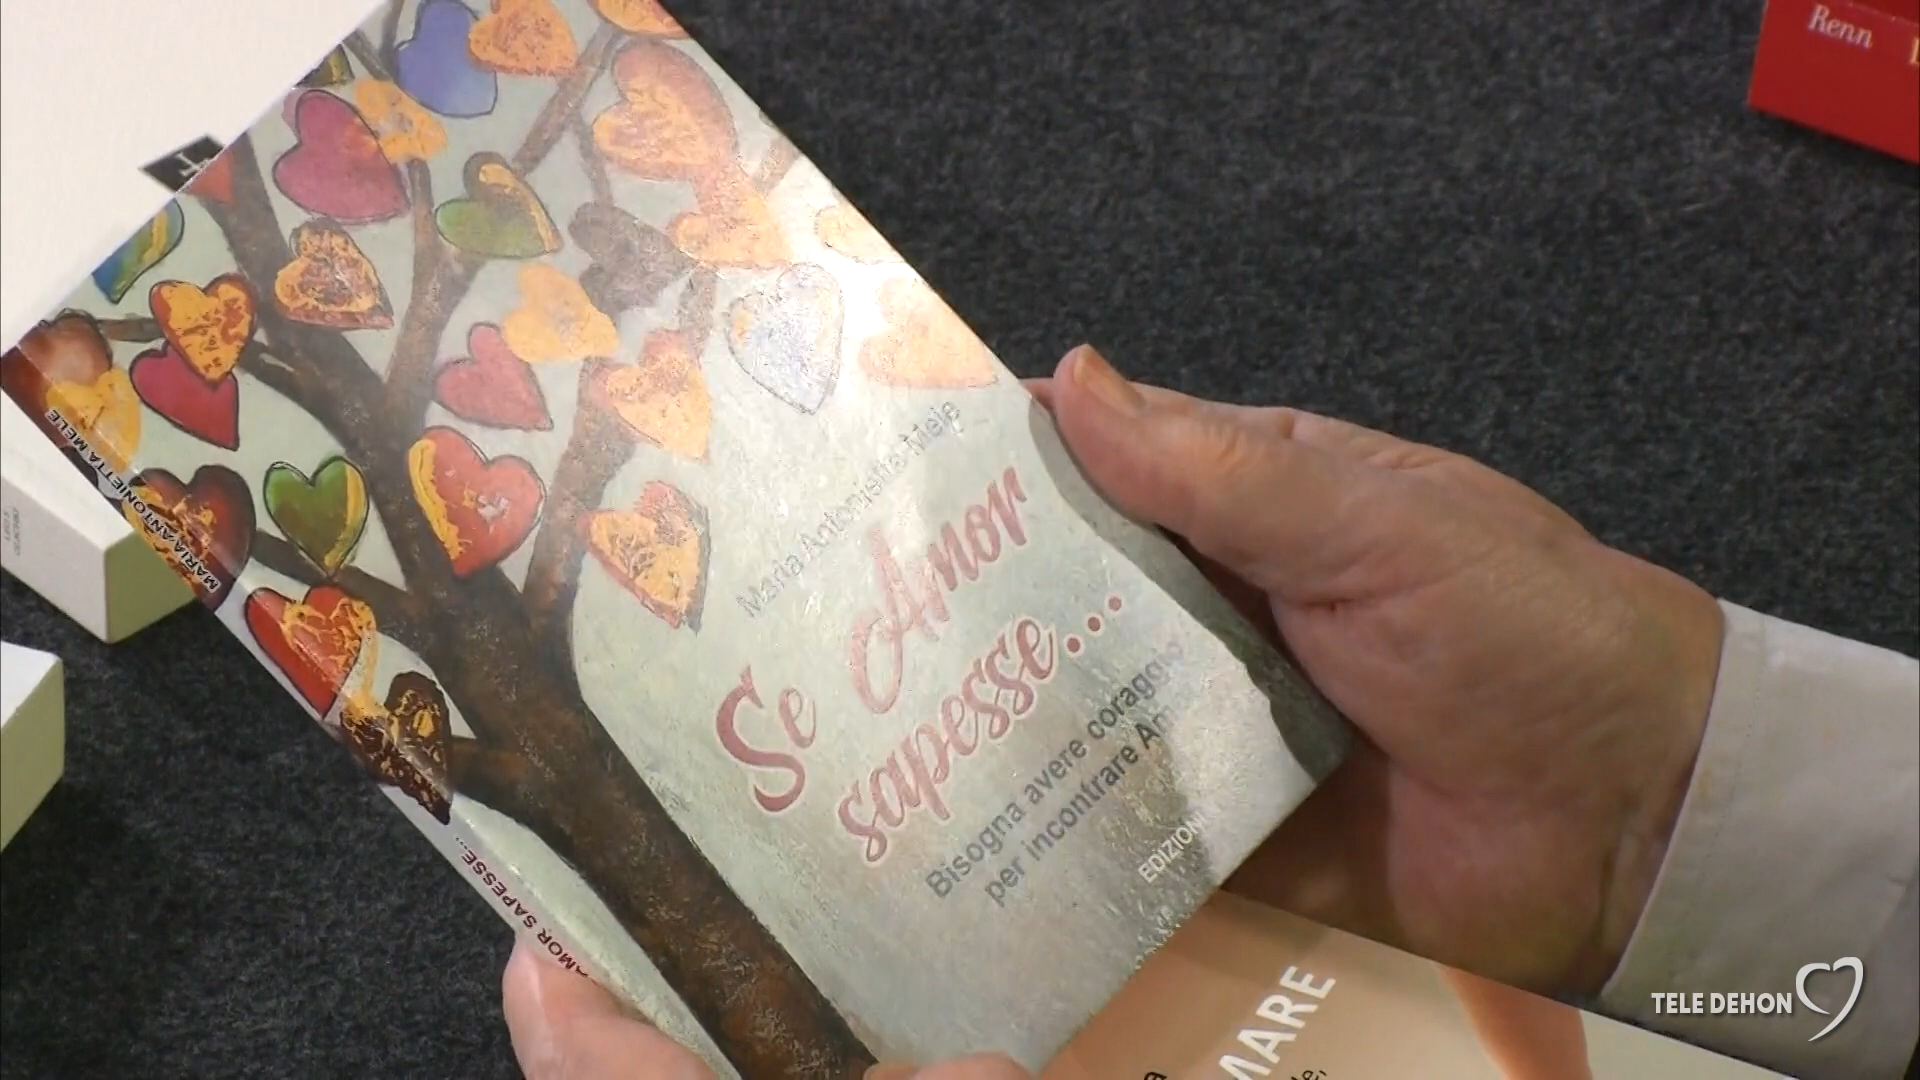 Renn
MARIA ANTONIETTA MELE
AMOR SAPESSE...
Maria Antonietta Mele
Se Amor
sapesse...
Bisogna avere coraggio
per incontrare
EDIZIONI
MARE
TELE DEHON